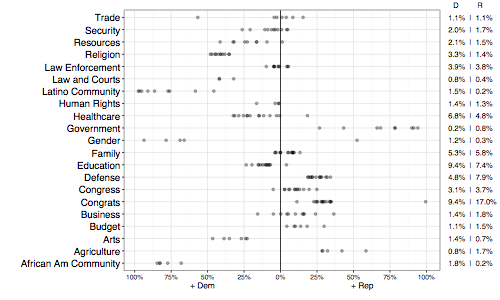 D R
Trade 1.1% | 1.1%
Security 2.0% | 1.7%
Resources 2.1% | 1.5%
Religion 3.3% | 1.4%
Law Enforcement 3.9% | 3.8%
Law and Courts 0.8% | 0.4%
Latino Community 1.5% | 0.2%
Human Rights 1.4% | 1.3%
Healthcare 6.8% | 4.8%
Government 0.2% | 0.8%
Gender 1.2% | 0.3%
Family 5.3% | 5.8%
Education 9.4% | 7.4%
Defense 4.8% | 7.9%
Congress 3.1% | 3.7%
Congrats 9.4% | 17.0%
Business 1.4% | 1.8%
Budget 1.1% | 1.5%
Arts 1.4% | 0.7%
Agriculture 0.8% | 1.7%
African Am Community 1.8% | 0.2%
100% 75% 50% 25% 0% 25% 50% 75% 100%
+ Dem + Rep